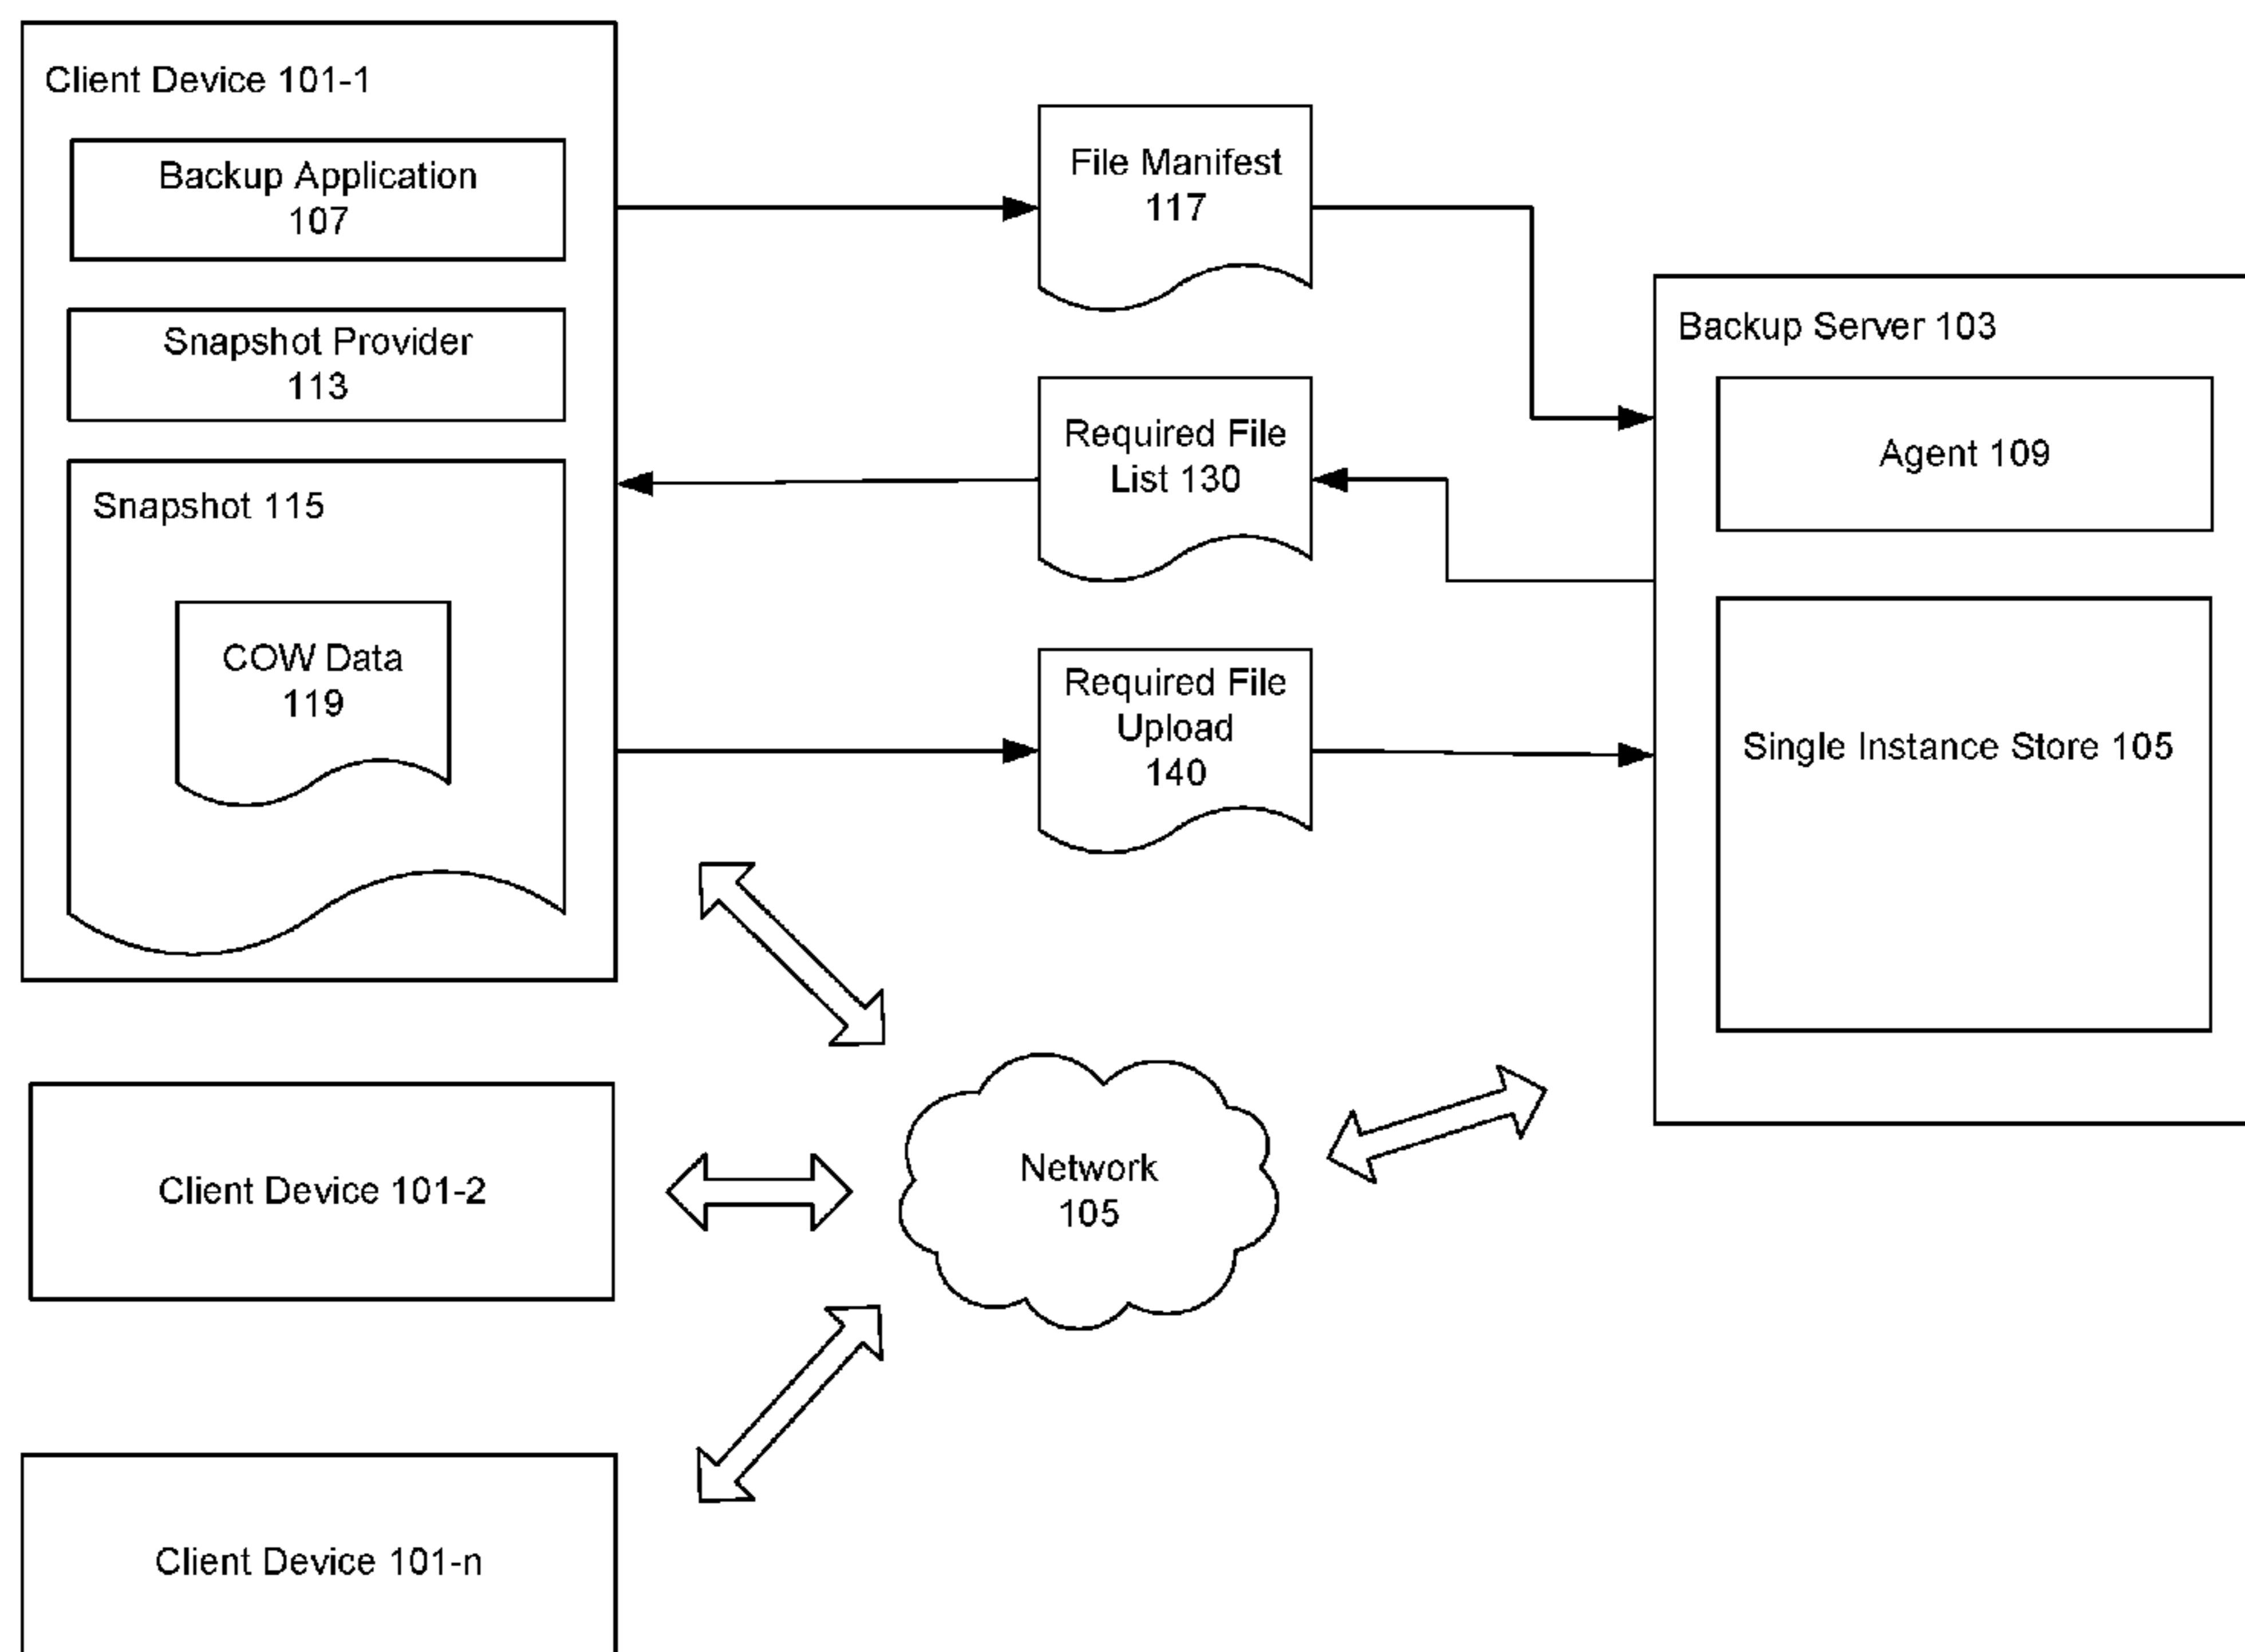 Client Device 101-1
Backup Application
107
Snapshot Provider
113
Snapshot 115
COW Data
119
File Manifest
117
Required File
List 130
Required File
Upload
140
Backup Server 103
Agent 109
Single Instance Store 105
Client Device 101-2
Network
105
Client Device 101-n